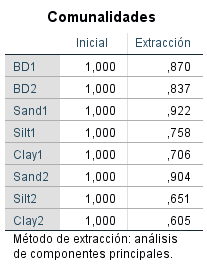 Comunalidades
Inicial Extracción
BD1 1,000 ,870
BD2 1,000 ,837
Sand1 1,000 ,922
Silt1 1,000 ,758
Clay1 1,000 ,706
Sand2 1,000 ,904
Silt2 1,000 ,651
Clay2 1,000 ,605
Método de extracción: análisis
de componentes principales.